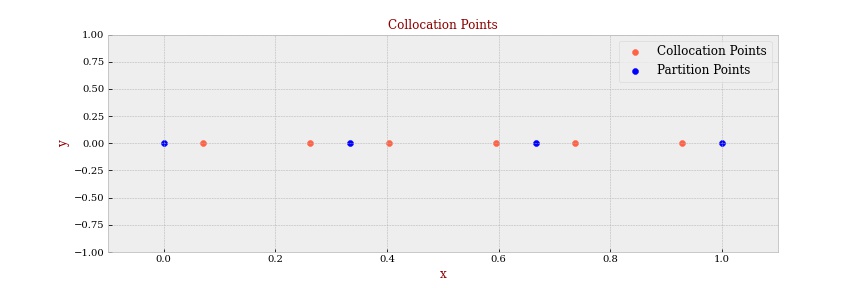 Collocation Points
Collocation Points
Partition Points
1.00
0.75
0.50
0.25
0.00
−0.25
−0.50
−0.75
−1.00
y
0.0 0.2 0.4 0.6 0.8 1.0
x